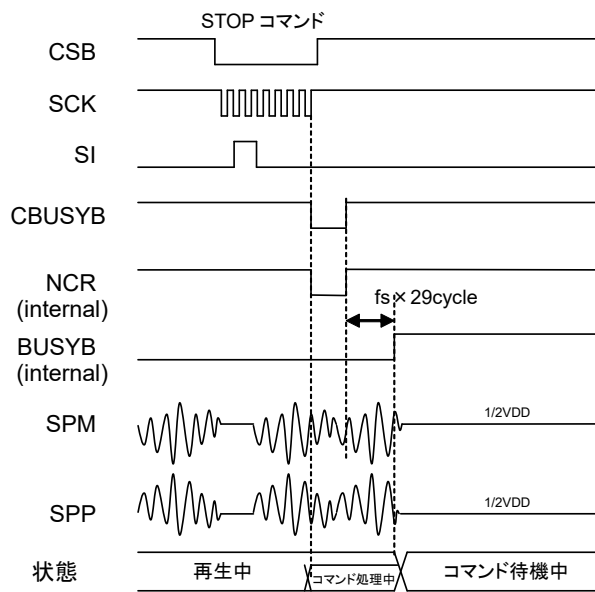 STOP コマンド
CSB
SCK
SI
CBUSYB
NCR
(internal)
fs×29cycle
BUSYB
(internal)
SPM
1/2VDD
SPP
1/2VDD
状態
再生中
コマンド処理中
コマンド待機中